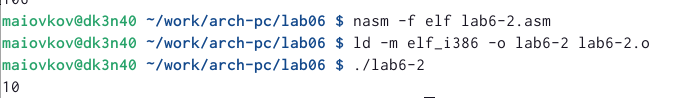 maiovkov@dk3n40 ~/work/arch-pc/lab06 $ nasm -f elf lab6-2.asm
maiovkov@dk3n40 ~/work/arch-pc/lab06 $ ld -m elf_i386 -o lab6-2 lab6-2.o
maiovkov@dk3n40 ~/work/arch-pc/lab06 $ ./lab6-2
10